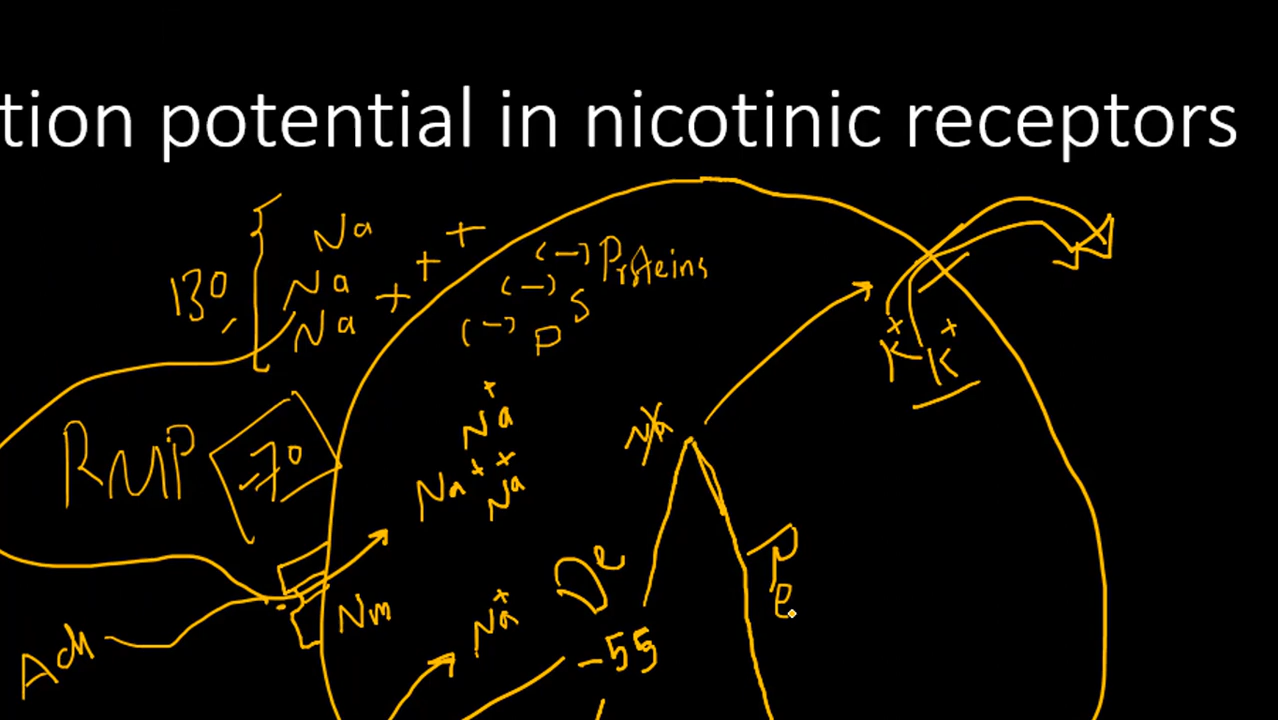 tion potential in nicotinic receptors
Na + + +
130
Na
Na
(-) Proteins
(-) S
(-) P
K+ K+
RMP -70
Na+
Na+ Na+
Na
De
Nm
Na+
Ach
-55